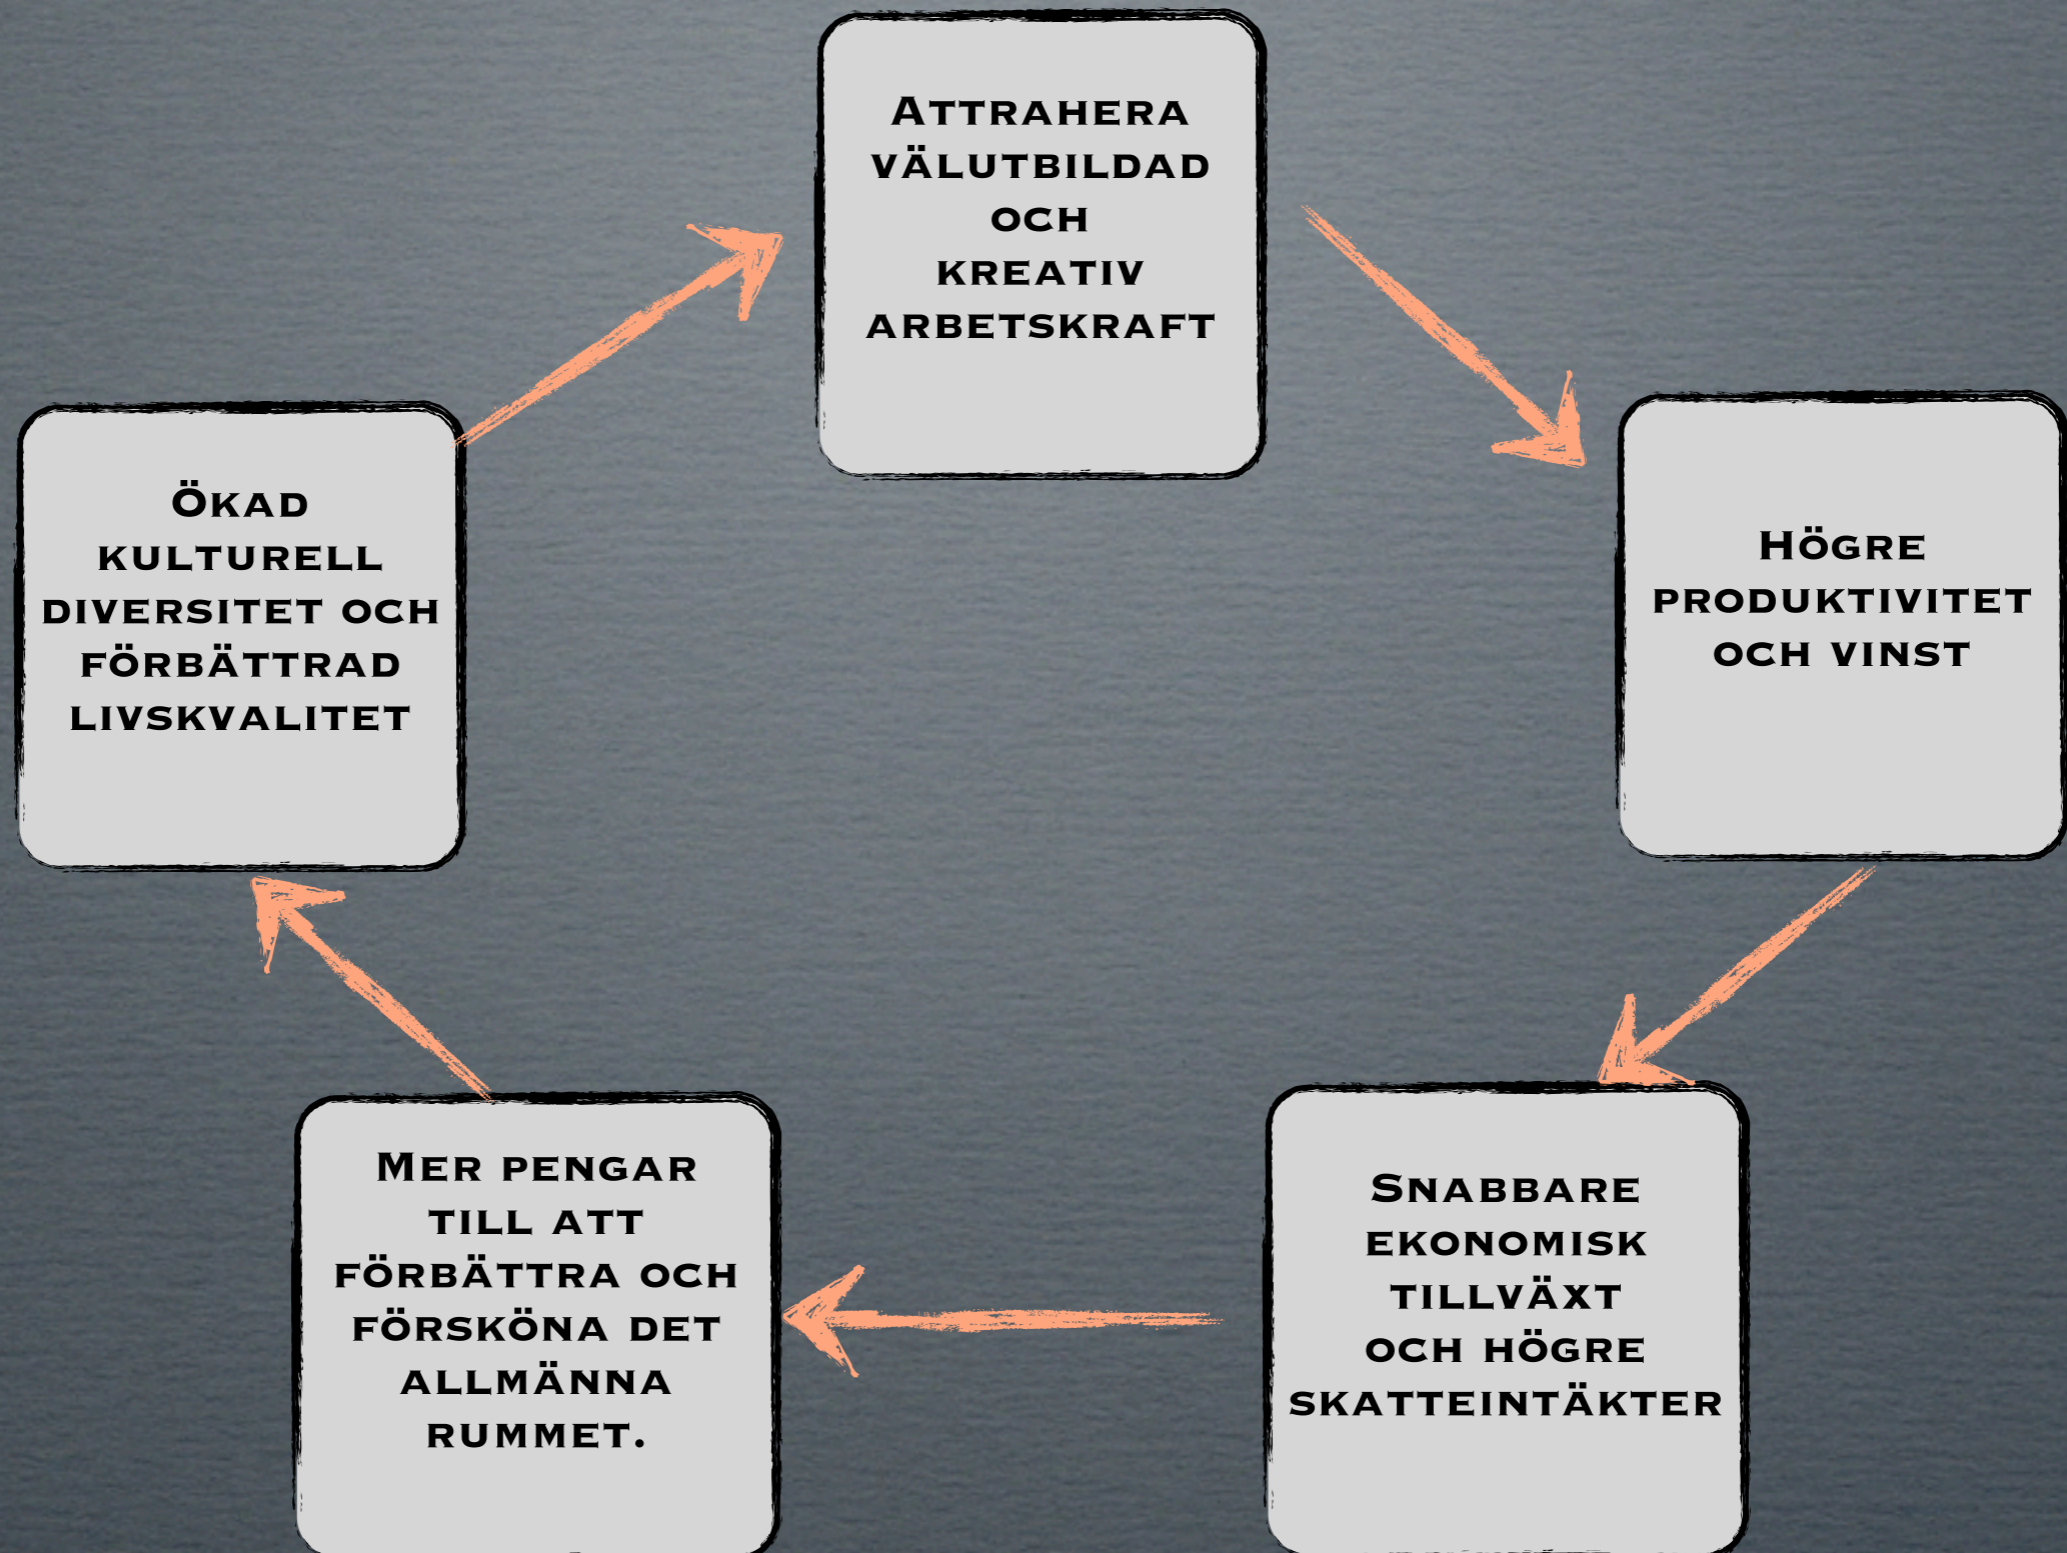 Attrahera
välutbildad
och
kreativ
arbetskraft
Högre
produktivitet
och vinst
Snabbare
ekonomisk
tillväxt
och högre
skatteintäkter
Mer pengar
till att
förbättra och
försköna det
allmänna
rummet.
Ökad
kulturell
diversitet och
förbättrad
livskvalitet